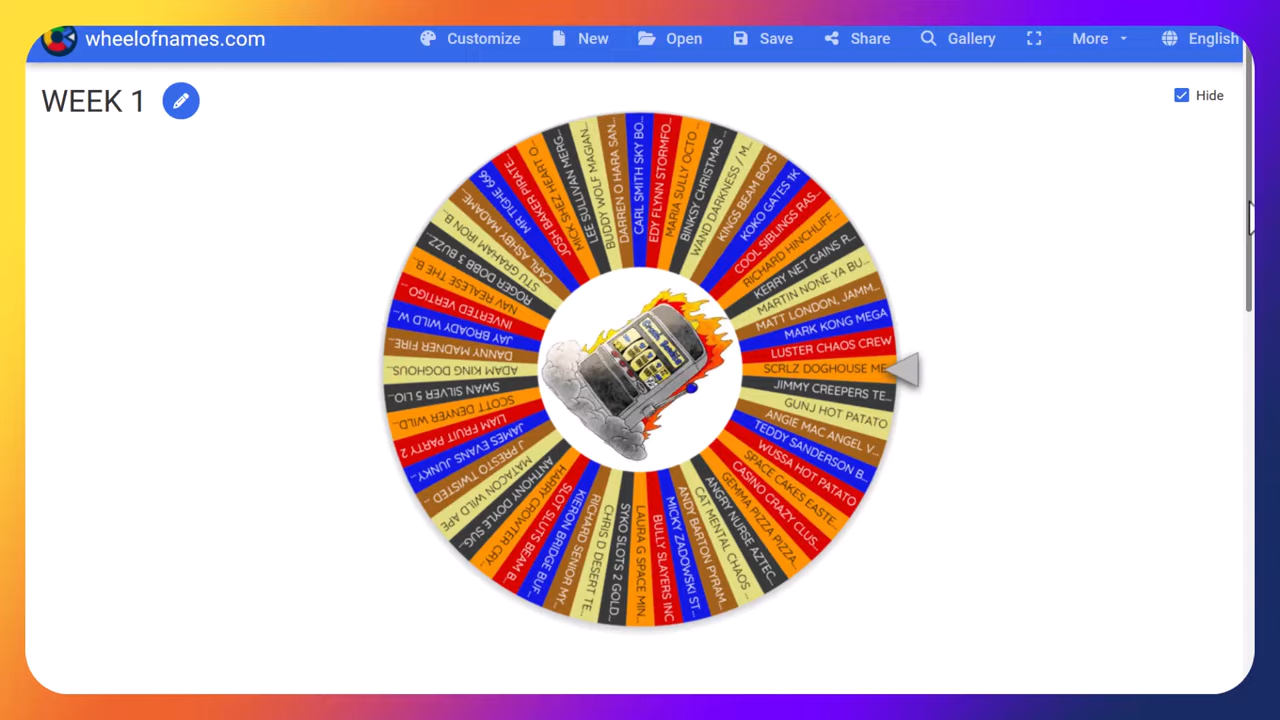 wheelofnames.com
Customize
New
Open
Save
Share
Gallery
More
English
WEEK 1
Hide
CARL SMITH SKY BO...
EDY FLYNN STORMFO...
MARIA SULLY OCTO ...
BINKSY CHRISTMAS ...
WAND DARKNESS / M...
KINGS BEAM BOYS
KOKO GATES 1K
COOL SIBLINGS RAS...
RICHARD HINCHLIFF...
KERRY NET GAINS R...
MARTIN NONE YA BU...
MATT LONDON, JAMM...
MARK KONG MEGA
LUSTER CHAOS CREW
SCRLZ DOGHOUSE ME
JIMMY CREEPERS TE...
GUNJ HOT PATATO
ANGIE MAC ANGEL V...
TEDDY SANDERSON B...
WUSSA HOT PATATO
SPACE CAKES EASTE...
CASINO CRAZY CLUS...
GEMMA PIZZA PIZZA...
ANGRY NURSE AZTEC...
CAT MENTAL CHAOS ...
ANDY BARTON PYRAM...
MICKY ZADOWSKI ST...
BULLY SLAYERS INC
LAURA G SPACE MIN...
SYKO SLOTS 2 GOLD...
CHRIS D DESERT TE...
RICHARD SENIOR MY...
KIERON BRIDGE BUF...
SLOT SLUTS BEAM B...
HARRY CROWTER CRY...
ANTHONY DOYLE SUG...
MATACON WILD APE
J PRESTO TWISTED ...
JAMES EVANS JUNKY...
LIAM FRUIT PARTY 2
SCOTT DENYER WILD...
SWAN SILVER 5 LIO...
ADAM KING DOGHOUS...
DANNY MADNER FIRE...
JAY BROADY WILD W...
INVERTED VERTIGO
NAV REALESE THE B...
ROGER DOBB 3 BUZZ
STU GRAHAM IRON B...
CARL ASHBY MADAME...
MR TIGHE 666
JOSH BAKER PIRATE...
MICK SHEZ HEART O...
LEE SULLIVAN MERG...
BUDDY WOLF MAGIAN...
DARREN O HARA SAN...